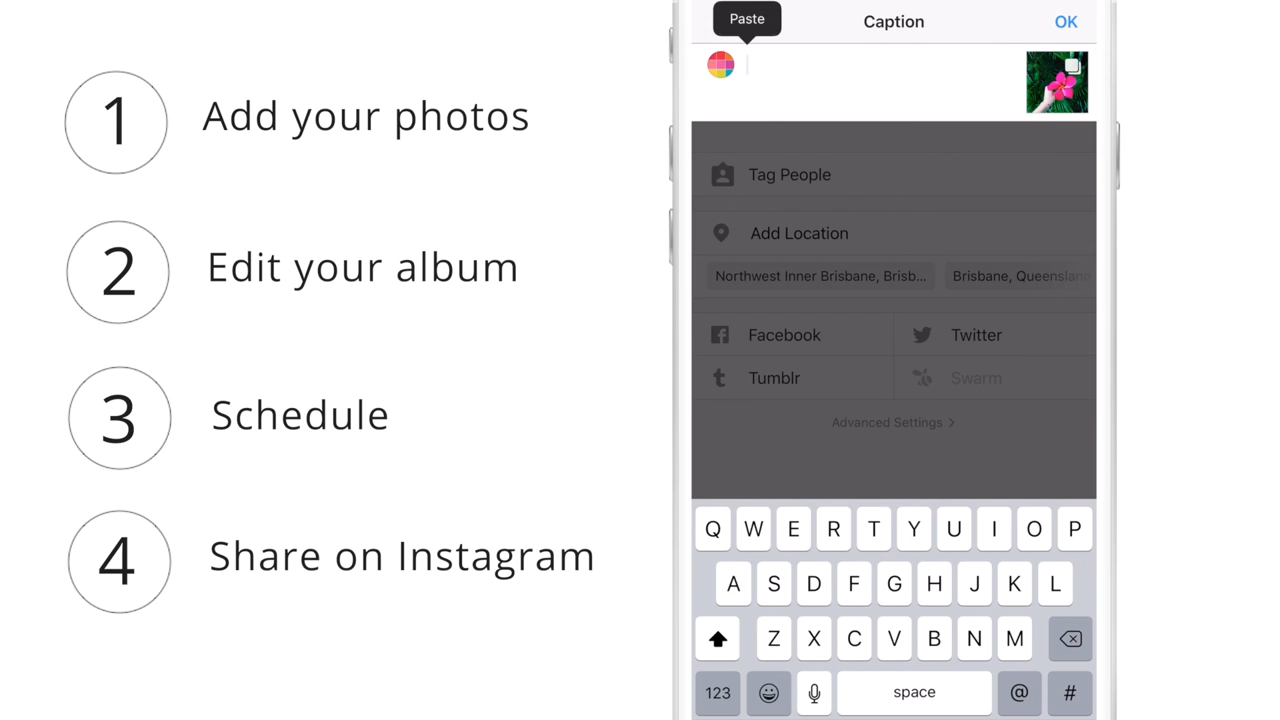 1 Add your photos
2 Edit your album
3 Schedule
4 Share on Instagram
Paste
Caption
OK
Tag People
Add Location
Northwest Inner Brisbane, Brisb...
Brisbane, Queensland
Facebook
Twitter
Tumblr
Swarm
Advanced Settings >
Q W E R T Y U I O P
A S D F G H J K L
Z X C V B N M
123 space @ #